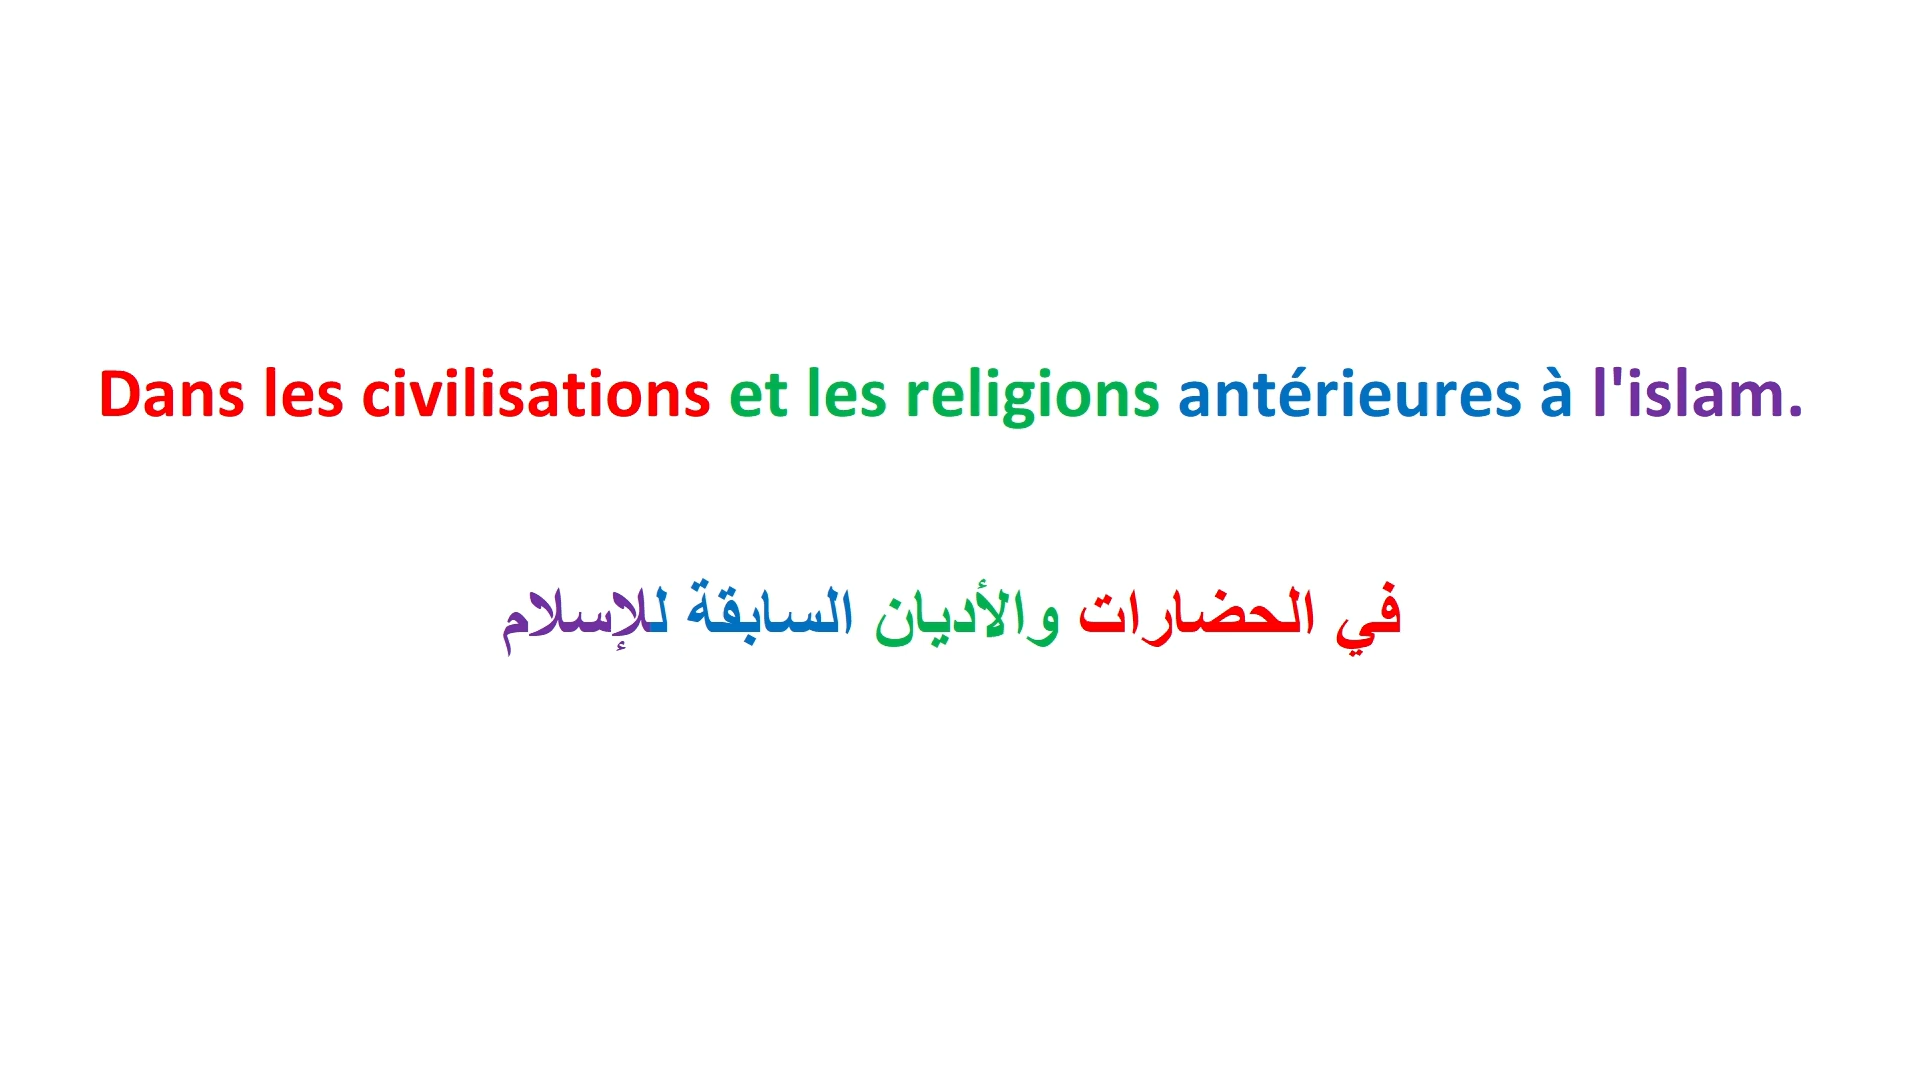 Dans les civilisations et les religions antérieures à l'islam.
في الحضارات والأديان السابقة للإسلام